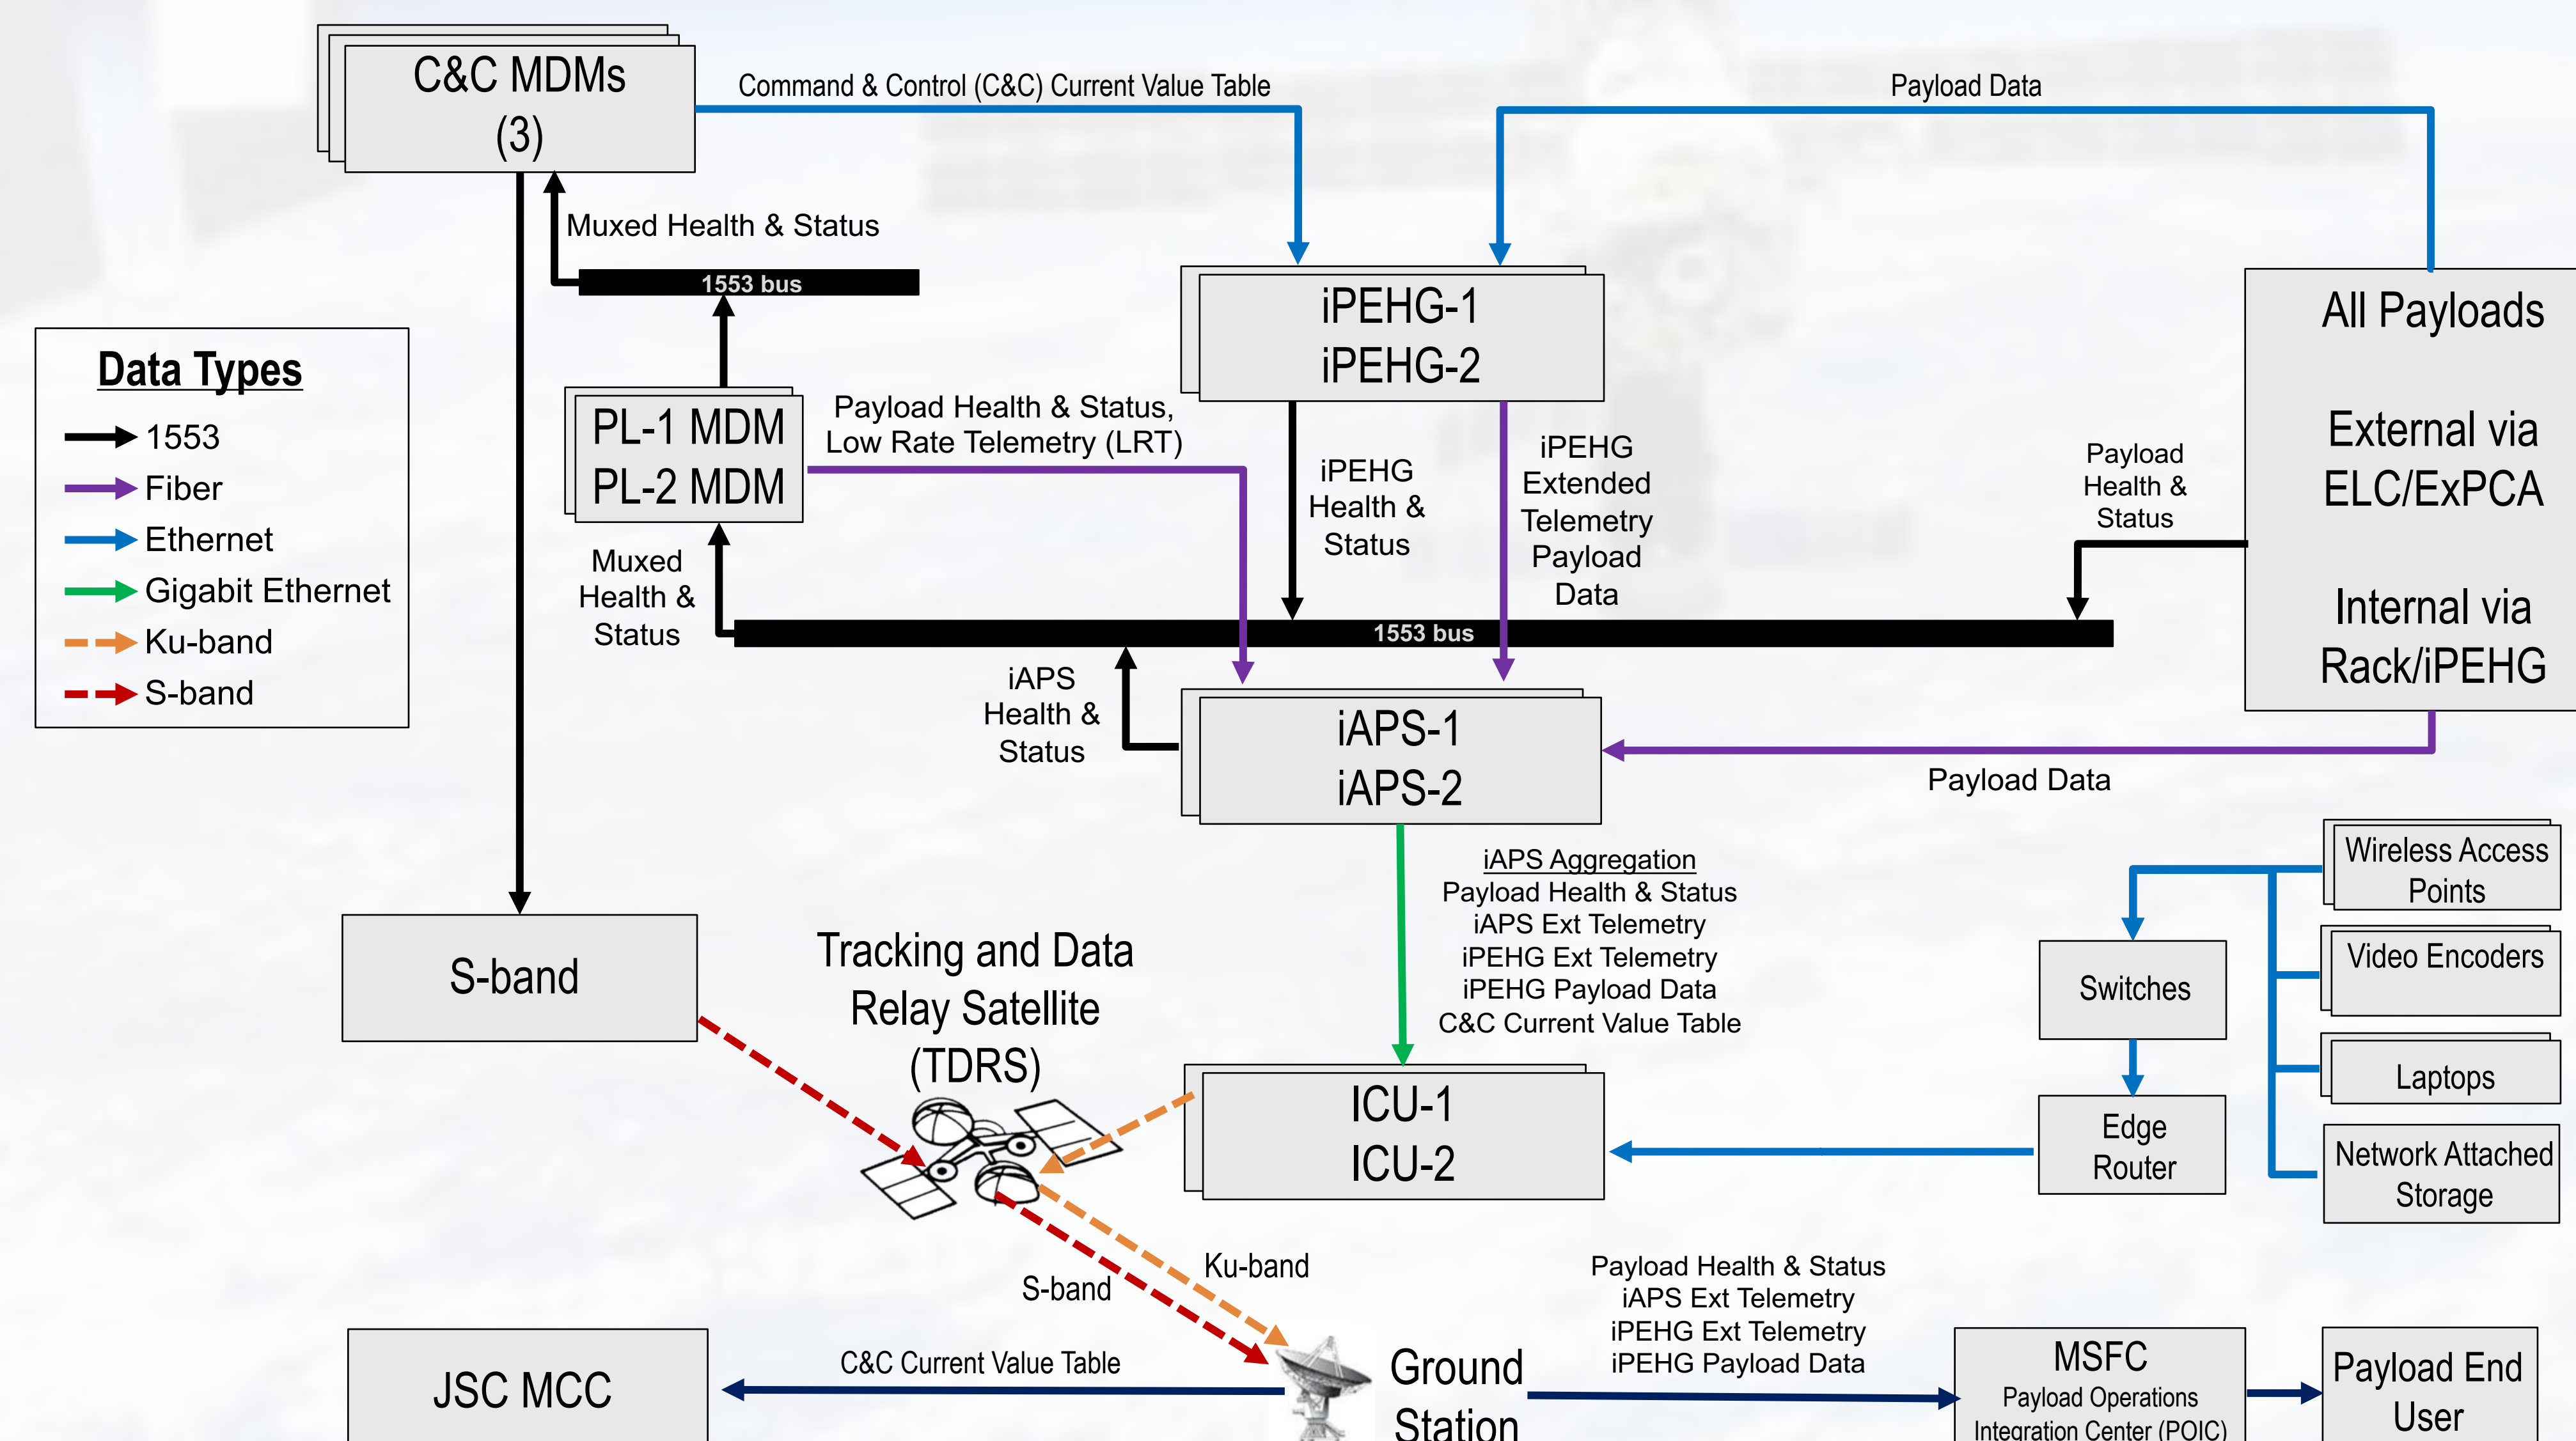 C&C MDMs
(3)
Command & Control (C&C) Current Value Table
Payload Data
Muxed Health & Status
1553 bus
iPEHG-1
iPEHG-2
All Payloads
External via
ELC/ExPCA
Internal via
Rack/iPEHG
Data Types
1553
Fiber
Ethernet
Gigabit Ethernet
Ku-band
S-band
PL-1 MDM
PL-2 MDM
Payload Health & Status,
Low Rate Telemetry (LRT)
iPEHG
Health &
Status
iPEHG
Extended
Telemetry
Payload
Data
Payload
Health &
Status
Muxed
Health &
Status
1553 bus
iAPS
Health &
Status
iAPS-1
iAPS-2
Payload Data
iAPS Aggregation
Payload Health & Status
iAPS Ext Telemetry
iPEHG Ext Telemetry
iPEHG Payload Data
C&C Current Value Table
Wireless Access
Points
Video Encoders
Laptops
Network Attached
Storage
Switches
Edge
Router
S-band
Tracking and Data
Relay Satellite
(TDRS)
ICU-1
ICU-2
S-band
Ku-band
Payload Health & Status
iAPS Ext Telemetry
iPEHG Ext Telemetry
iPEHG Payload Data
JSC MCC
C&C Current Value Table
Ground
Station
MSFC
Payload Operations
Integration Center (POIC)
Payload End
User